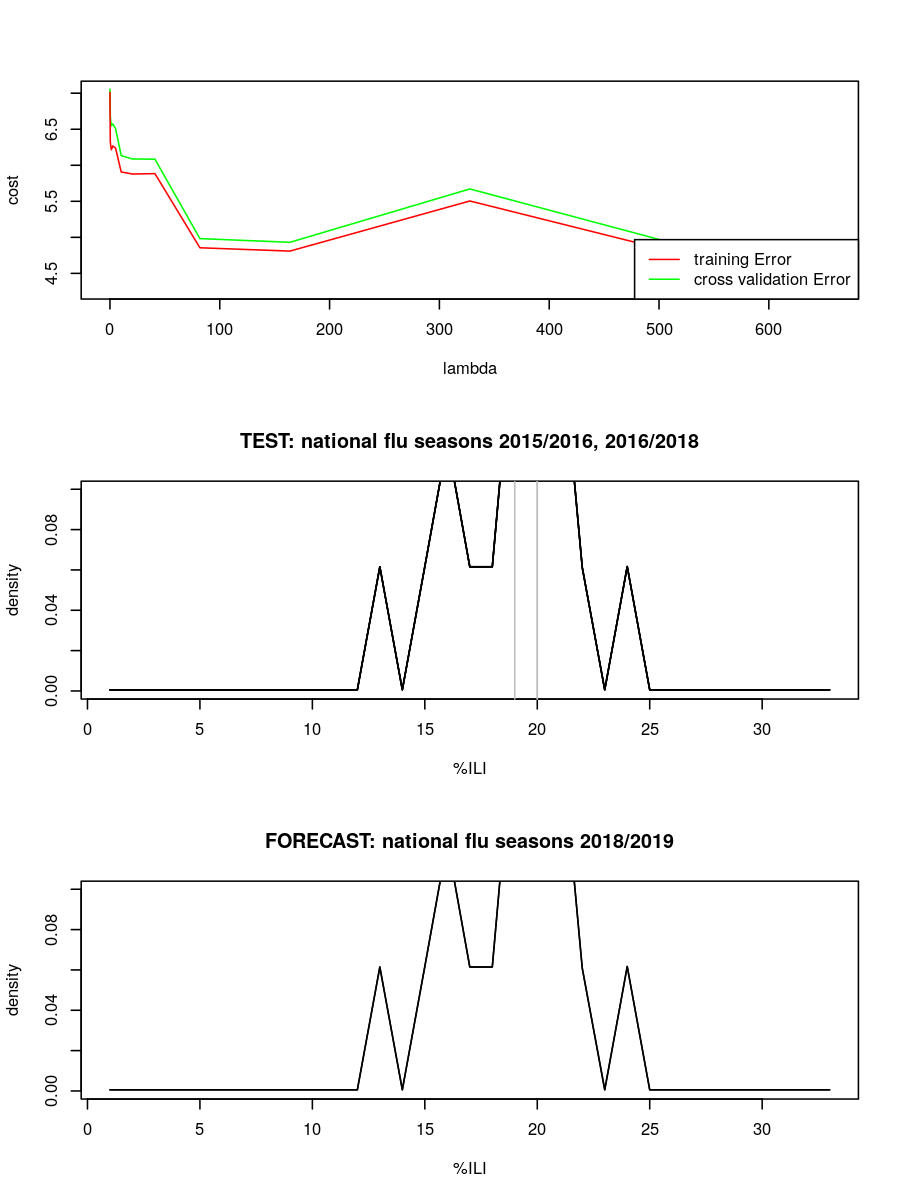 cost
6.5
5.5
4.5
training Error
cross validation Error
0 100 200 300 400 500 600
lambda
TEST: national flu seasons 2015/2016, 2016/2018
density
0.08
0.04
0.00
0 5 10 15 20 25 30
%ILI
FORECAST: national flu seasons 2018/2019
density
0.08
0.04
0.00
0 5 10 15 20 25 30
%ILI